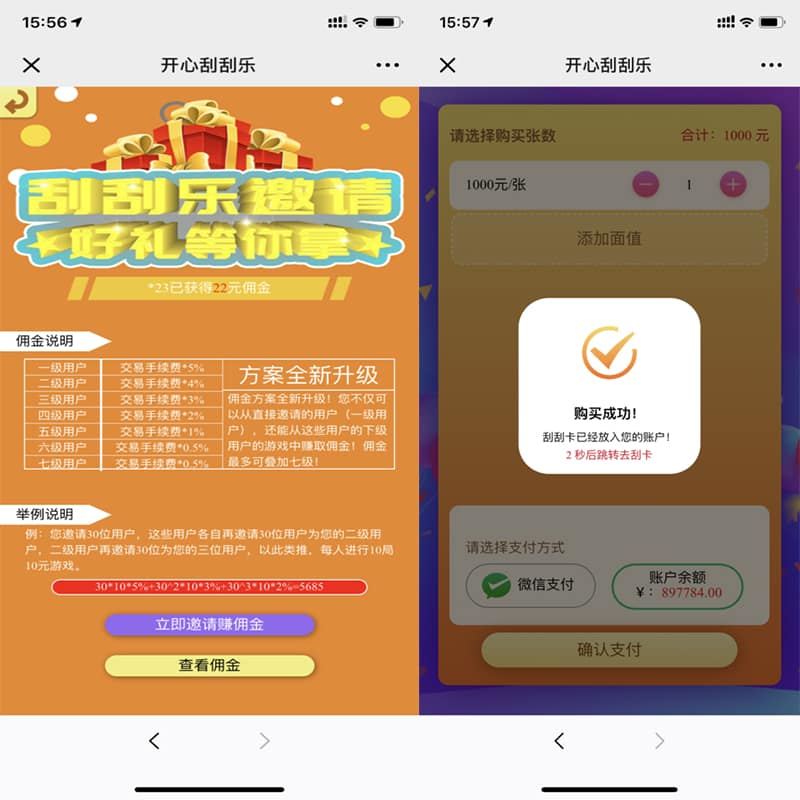 15:56
开心刮刮乐
刮刮乐邀请
好礼等你拿
*23已获得22元佣金
佣金说明
一级用户 交易手续费*5%
二级用户 交易手续费*4%
三级用户 交易手续费*3%
四级用户 交易手续费*2%
五级用户 交易手续费*1%
六级用户 交易手续费*0.5%
七级用户 交易手续费*0.5%
方案全新升级
佣金方案全新升级！您不仅可
以从直接邀请的用户（一级用
户），还能从这些用户的下级
用户的游戏中赚取佣金！佣金
最多可叠加七级！
举例说明
例：您邀请30位用户，这些用户各自再邀请30位用户为您的二级用
户，二级用户再邀请30位为您的三位用户，以此类推，每人进行10局
10元游戏。
30*10*5%+30^2*10*3%+30^3*10*2%=5685
立即邀请赚佣金
查看佣金
15:57
开心刮刮乐
请选择购买张数 合计：1000 元
1000元/张 1
添加面值
购买成功！
刮刮卡已经放入您的账户！
2 秒后跳转去刮卡
请选择支付方式
微信支付
账户余额
¥：897784.00
确认支付